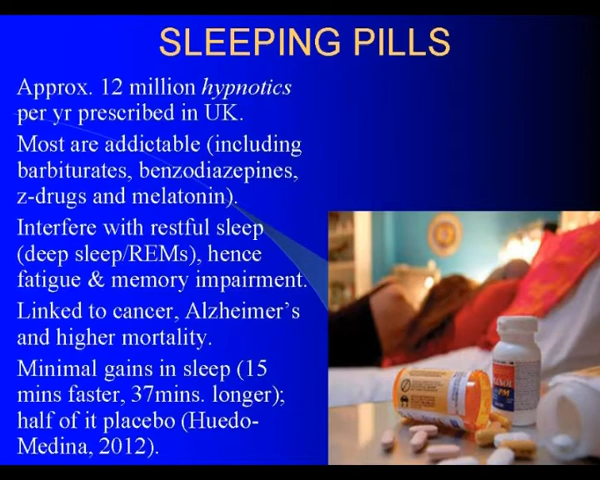 SLEEPING PILLS
Approx. 12 million hypnotics
per yr prescribed in UK.
Most are addictable (including
barbiturates, benzodiazepines,
z-drugs and melatonin).
Interfere with restful sleep
(deep sleep/REMs), hence
fatigue & memory impairment.
Linked to cancer, Alzheimer's
and higher mortality.
Minimal gains in sleep (15
mins faster, 37mins. longer);
half of it placebo (Huedo-
Medina, 2012).
PM